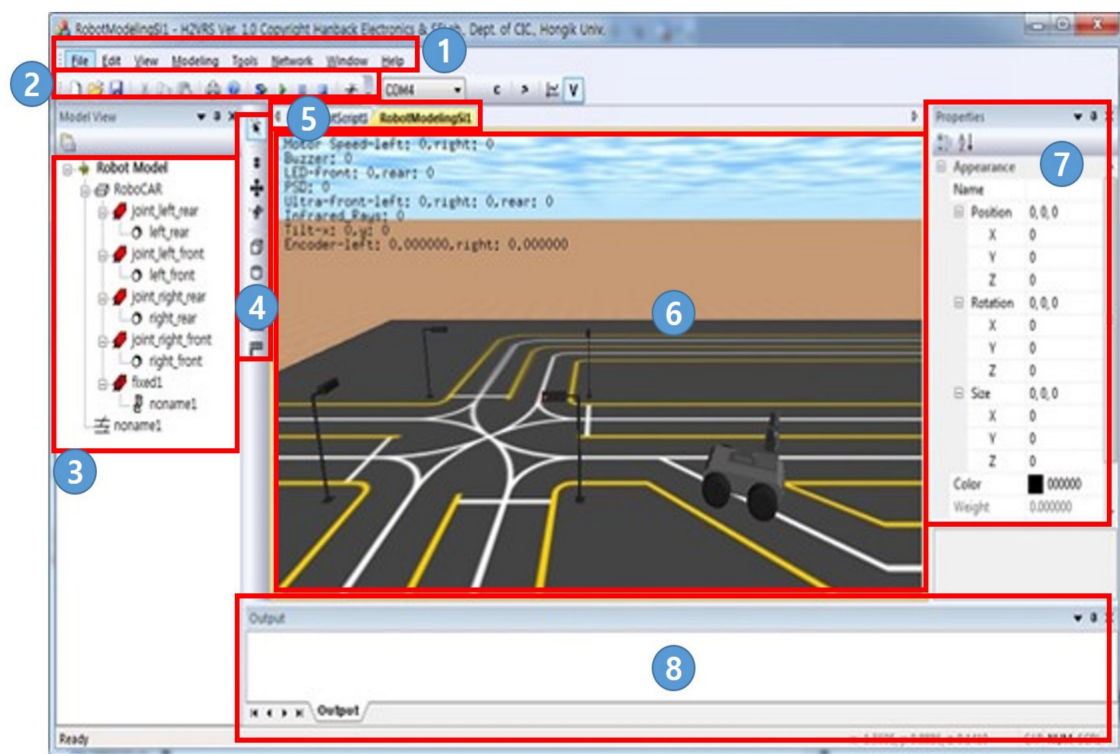 RobotModelingSi1 - H2VRS Ver. 1.0 Copyright Hanback Electronics & SELab., Dept. of CIC., Hongik Univ.
1
File Edit View Modeling Tools Network Window Help
2
COM4
C > V
Model View
5
Script1 RobotModelingSi1
Properties
7
Robot Model
RoboCAR
joint_left_rear
left_rear
joint_left_front
left_front
joint_right_rear
right_rear
joint_right_front
right_front
fixed1
noname1
noname1
3
4
Motor Speed-left: 0,right: 0
Buzzer: 0
LED-front: 0,rear: 0
PSD: 0
Ultra-front-left: 0,right: 0,rear: 0
Infrared Rays: 0
Tilt-x: 0,y: 0
Encoder-left: 0.000000,right: 0.000000
6
Appearance
Name
Position 0, 0, 0
X 0
Y 0
Z 0
Rotation 0, 0, 0
X 0
Y 0
Z 0
Size 0, 0, 0
X 0
Y 0
Z 0
Color 000000
Weight 0.000000
Output
8
Output
Ready